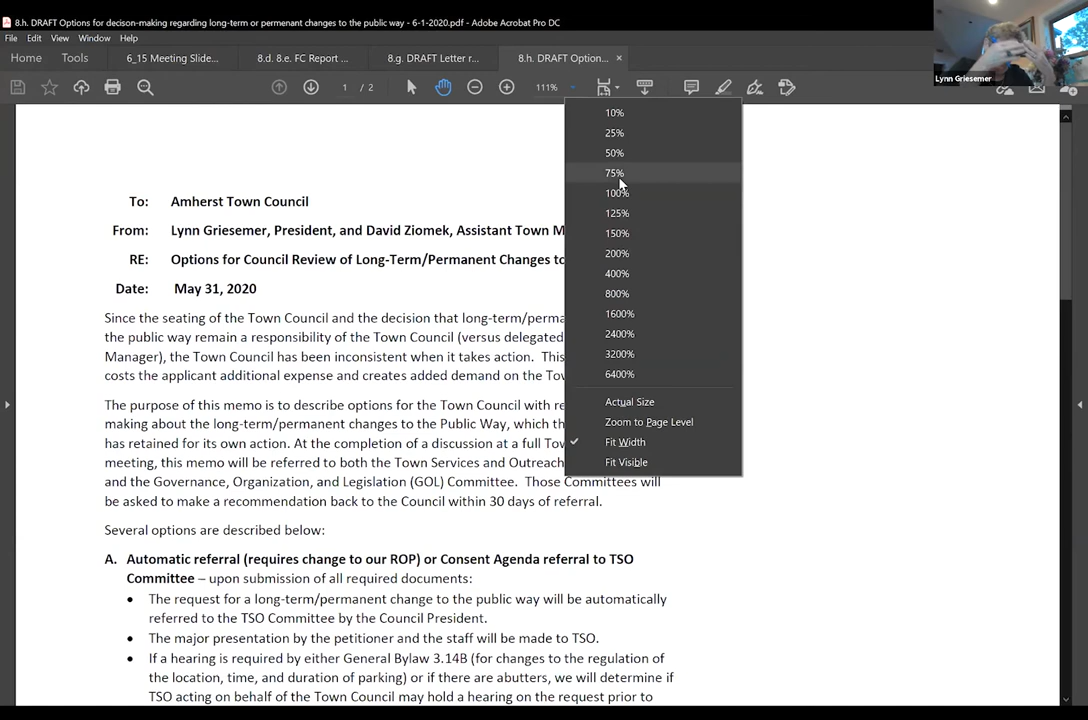 8.h. DRAFT Options for decison-making regarding long-term or permenant changes to the public way - 6-1-2020.pdf - Adobe Acrobat Pro DC
File Edit View Window Help
Home Tools 6_15 Meeting Slide... 8.d. 8.e. FC Report ... 8.g. DRAFT Letter r... 8.h. DRAFT Option... ×
Lynn Griesemer
1 / 2 111%
10%
25%
50%
75%
100%
125%
150%
200%
400%
800%
1600%
2400%
3200%
6400%
Actual Size
Zoom to Page Level
Fit Width
Fit Visible
To: Amherst Town Council
From: Lynn Griesemer, President, and David Ziomek, Assistant Town M
RE: Options for Council Review of Long-Term/Permanent Changes to
Date: May 31, 2020
Since the seating of the Town Council and the decision that long-term/perma
the public way remain a responsibility of the Town Council (versus delegated
Manager), the Town Council has been inconsistent when it takes action. This
costs the applicant additional expense and creates added demand on the Tow
The purpose of this memo is to describe options for the Town Council with re
making about the long-term/permanent changes to the Public Way, which th
has retained for its own action. At the completion of a discussion at a full Tow
meeting, this memo will be referred to both the Town Services and Outreach
and the Governance, Organization, and Legislation (GOL) Committee. Those Committees will
be asked to make a recommendation back to the Council within 30 days of referral.
Several options are described below:
A. Automatic referral (requires change to our ROP) or Consent Agenda referral to TSO
Committee – upon submission of all required documents:
• The request for a long-term/permanent change to the public way will be automatically
referred to the TSO Committee by the Council President.
• The major presentation by the petitioner and the staff will be made to TSO.
• If a hearing is required by either General Bylaw 3.14B (for changes to the regulation of
the location, time, and duration of parking) or if there are abutters, we will determine if
TSO acting on behalf of the Town Council may hold a hearing on the request prior to